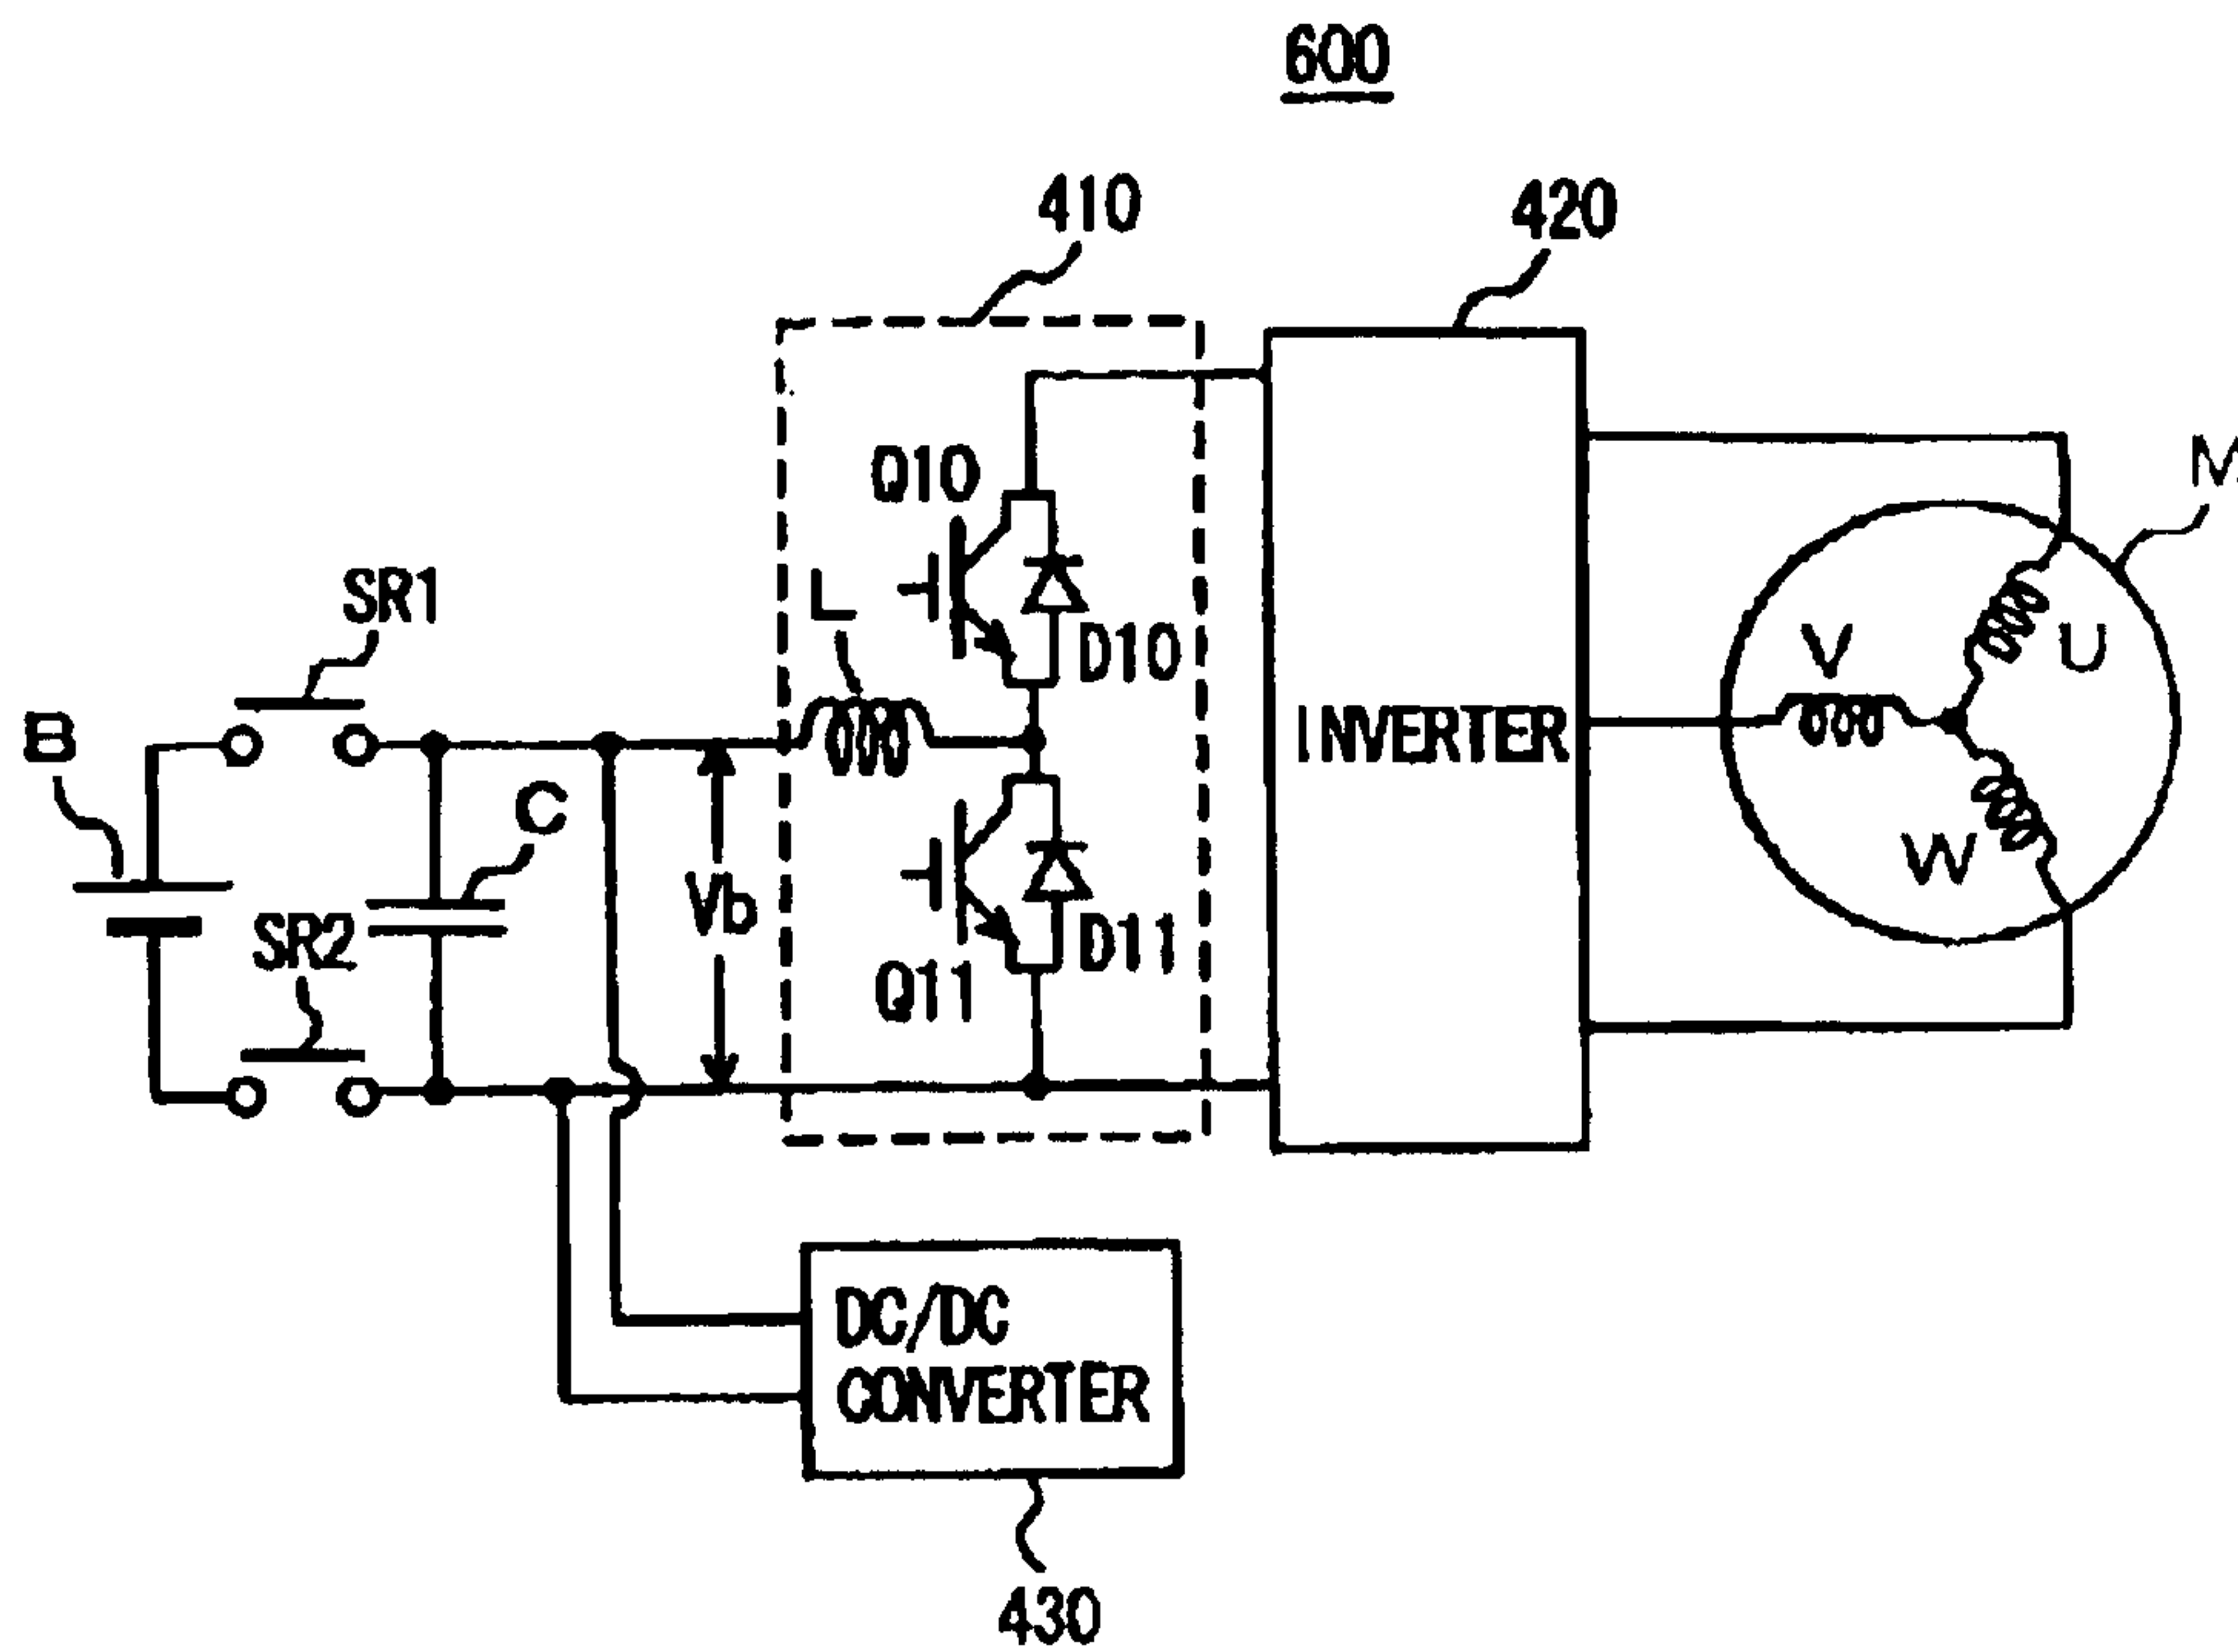 600
410
420
Q10
M
SR1
L
D10
V
U
B
INVERTER
C
Vb
W
SR2
D11
Q11
DC/DC
CONVERTER
430